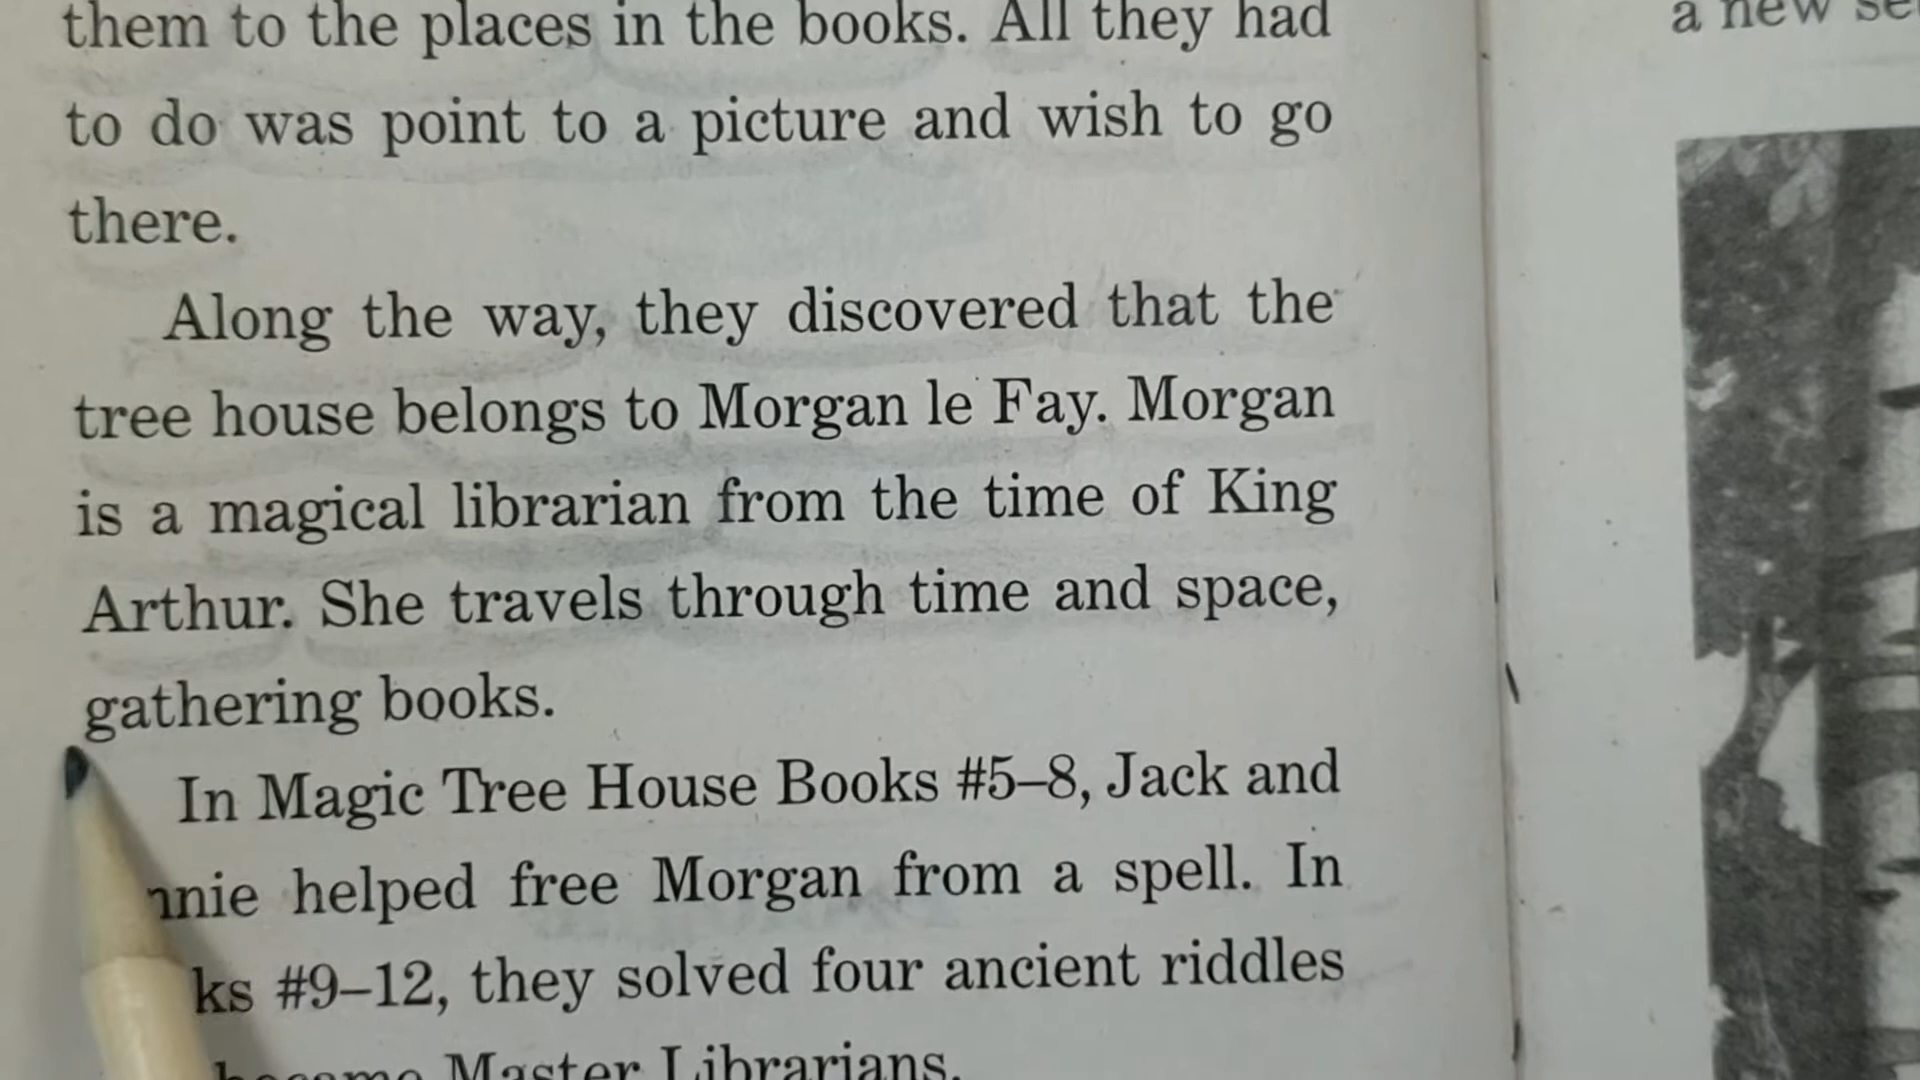 them to the places in the books. All they had
to do was point to a picture and wish to go
there.
Along the way, they discovered that the
tree house belongs to Morgan le Fay. Morgan
is a magical librarian from the time of King
Arthur. She travels through time and space,
gathering books.
In Magic Tree House Books #5–8, Jack and
nnie helped free Morgan from a spell. In
ks #9–12, they solved four ancient riddles
became Master Librarians.
a new